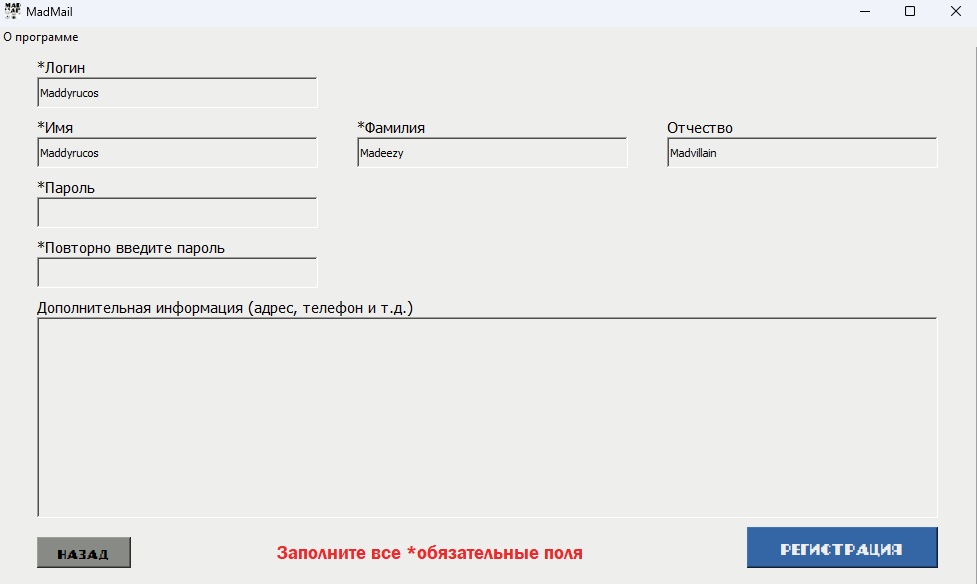 MadMail
О программе
*Логин
Maddyrucos
*Имя *Фамилия Отчество
Maddyrucos Madeezy Madvillain
*Пароль
*Повторно введите пароль
Дополнительная информация (адрес, телефон и т.д.)
НАЗАД Заполните все *обязательные поля РЕГИСТРАЦИЯ